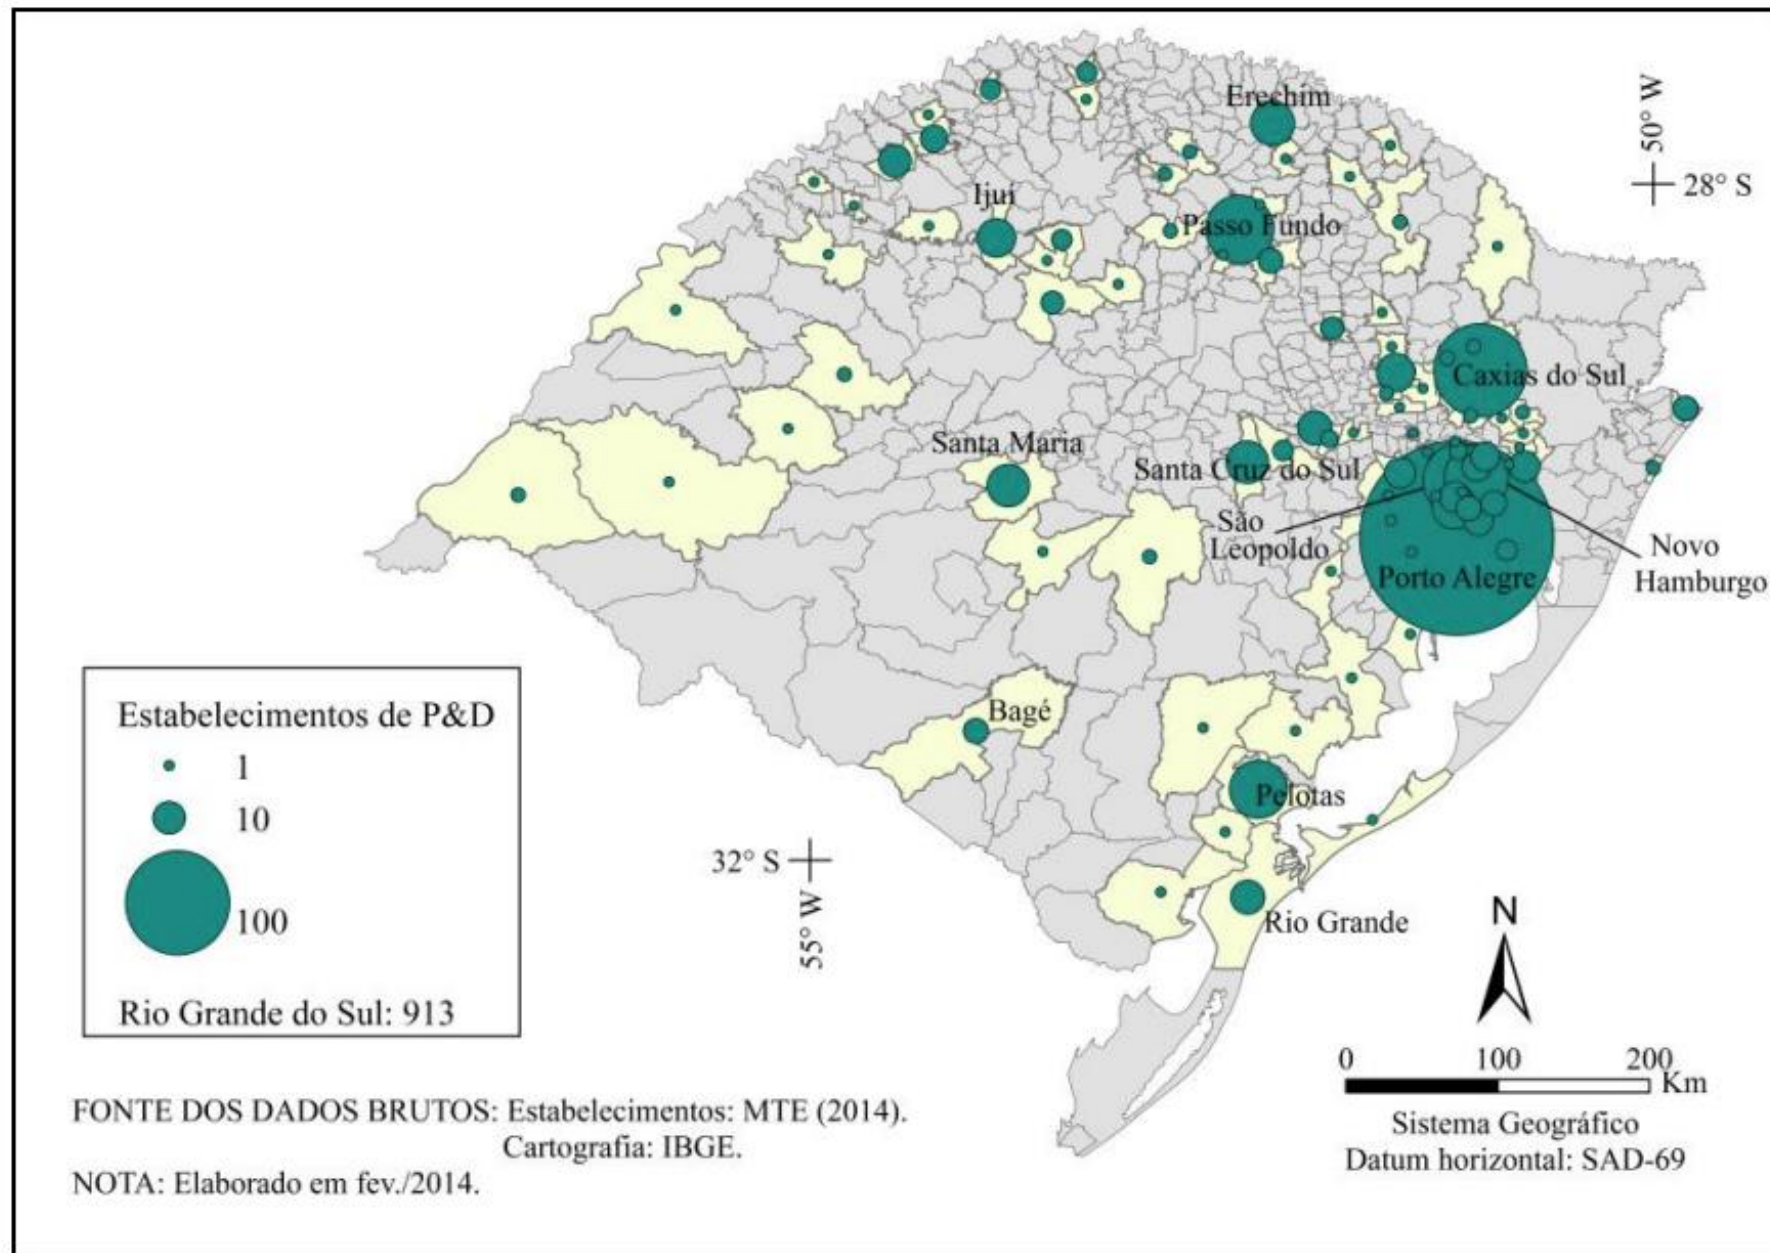 Erechim
50° W
28° S
Ijuí
Passo Fundo
Caxias do Sul
Santa Maria
Santa Cruz do Sul
São
Leopoldo
Novo
Hamburgo
Porto Alegre
Bagé
Pelotas
Rio Grande
32° S
55° W
Estabelecimentos de P&D
1
10
100
Rio Grande do Sul: 913
N
0 100 200
Km
Sistema Geográfico
Datum horizontal: SAD-69
FONTE DOS DADOS BRUTOS: Estabelecimentos: MTE (2014).
Cartografia: IBGE.
NOTA: Elaborado em fev./2014.